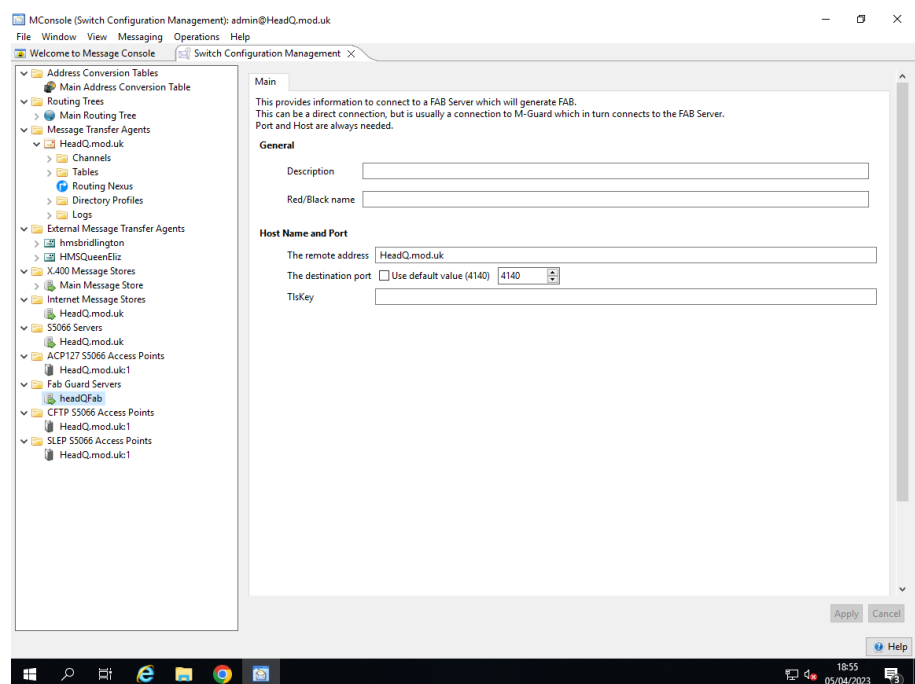 MConsole (Switch Configuration Management): admin@HeadQ.mod.uk
File Window View Messaging Operations Help
Welcome to Message Console
Switch Configuration Management
Address Conversion Tables
Main Address Conversion Table
Routing Trees
Main Routing Tree
Message Transfer Agents
HeadQ.mod.uk
Channels
Tables
Routing Nexus
Directory Profiles
Logs
External Message Transfer Agents
hmsbridlington
HMSQueenEliz
X.400 Message Stores
Main Message Store
Internet Message Stores
HeadQ.mod.uk
S5066 Servers
HeadQ.mod.uk
ACP127 S5066 Access Points
HeadQ.mod.uk:1
Fab Guard Servers
headQFab
CFTP S5066 Access Points
HeadQ.mod.uk:1
SLEP S5066 Access Points
HeadQ.mod.uk:1
Main
This provides information to connect to a FAB Server which will generate FAB.
This can be a direct connection, but is usually a connection to M-Guard which in turn connects to the FAB Server.
Port and Host are always needed.
General
Description
Red/Black name
Host Name and Port
The remote address HeadQ.mod.uk
The destination port Use default value (4140) 4140
TlsKey
Apply Cancel
Help
18:55
05/04/2023
3